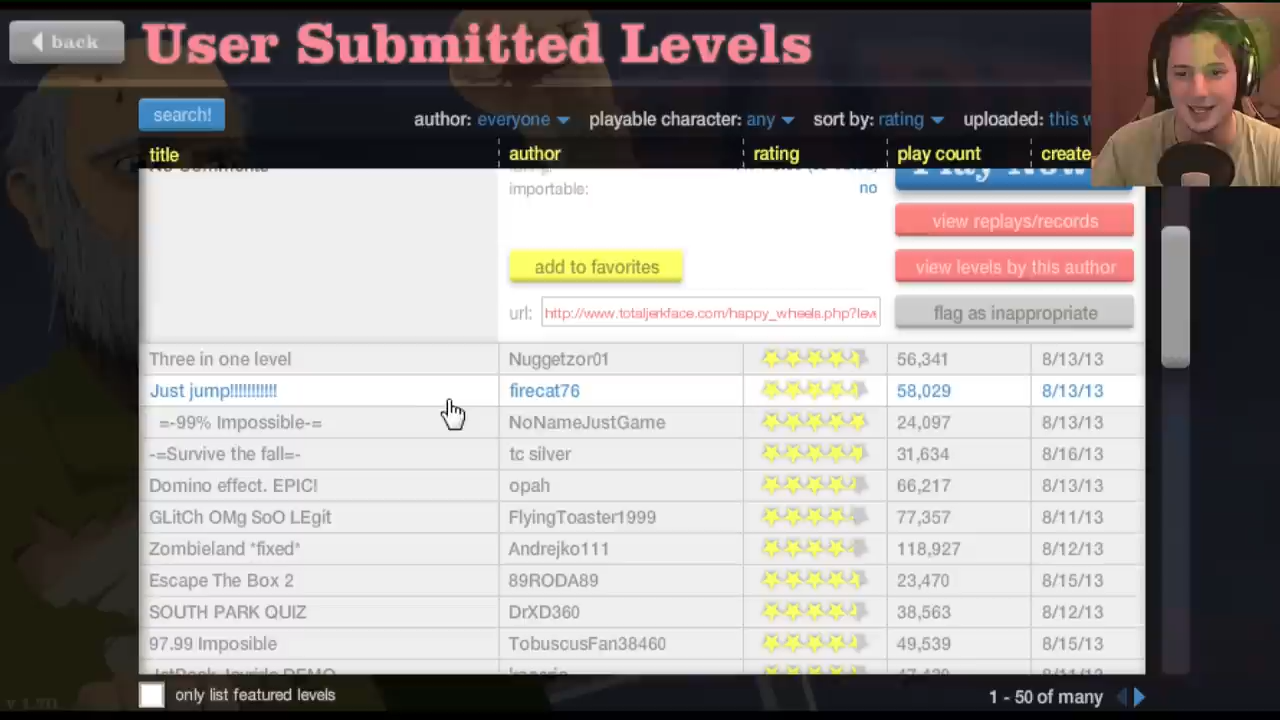 back
User Submitted Levels
search!
author: everyone playable character: any sort by: rating uploaded: this w
title author rating play count create
No Comments
importable: no
Play Now
view replays/records
add to favorites
view levels by this author
url: http://www.totaljerkface.com/happy_wheels.php?leve
flag as inappropriate
Three in one level Nuggetzor01 56,341 8/13/13
Just jump!!!!!!!!!!! firecat76 58,029 8/13/13
=-99% Impossible-= NoNameJustGame 24,097 8/13/13
-=Survive the fall=- tc silver 31,634 8/16/13
Domino effect. EPIC! opah 66,217 8/13/13
GLitCh OMg SoO LEgit FlyingToaster1999 77,357 8/11/13
Zombieland *fixed* Andrejko111 118,927 8/12/13
Escape The Box 2 89RODA89 23,470 8/15/13
SOUTH PARK QUIZ DrXD360 38,563 8/12/13
97.99 Imposible TobuscusFan38460 49,539 8/15/13
only list featured levels
1 - 50 of many
v 1.70